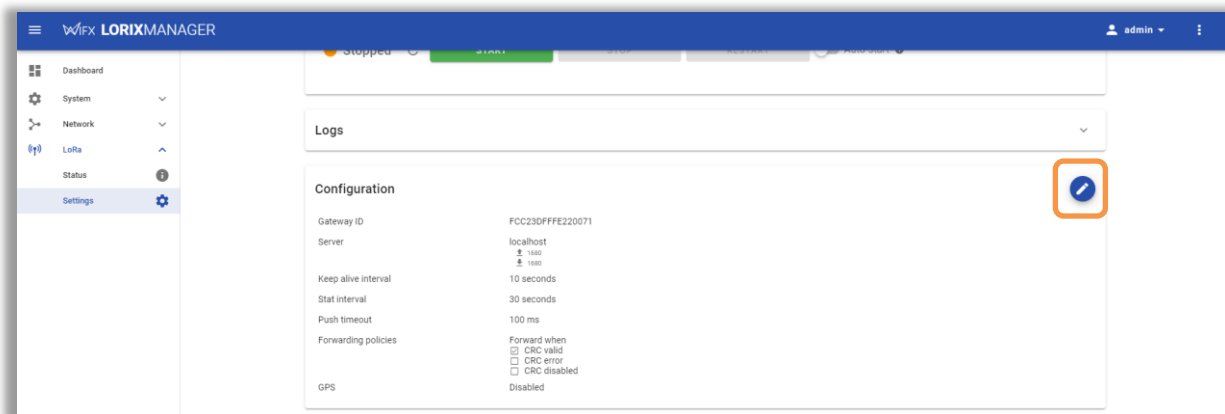 WIFX LORIXMANAGER
admin
Stopped
START
STOP
RESTART
Auto start
Dashboard
System
Network
LoRa
Status
Settings
Logs
Configuration
Gateway ID FCC23DFFFE220071
Server localhost
1680
1680
Keep alive interval 10 seconds
Stat interval 30 seconds
Push timeout 100 ms
Forwarding policies Forward when
CRC valid
CRC error
CRC disabled
GPS Disabled